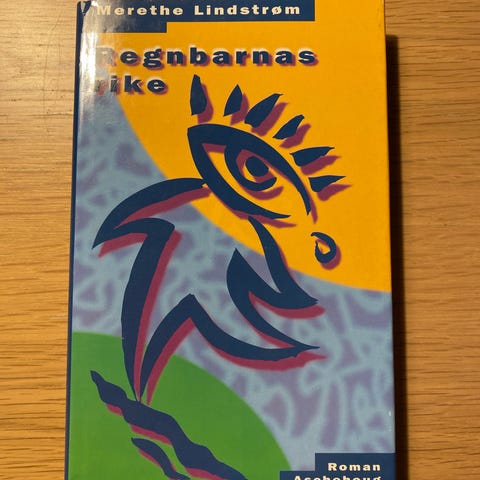 Merethe Lindstrøm
Regnbarnas
rike
Roman
Aschehoug